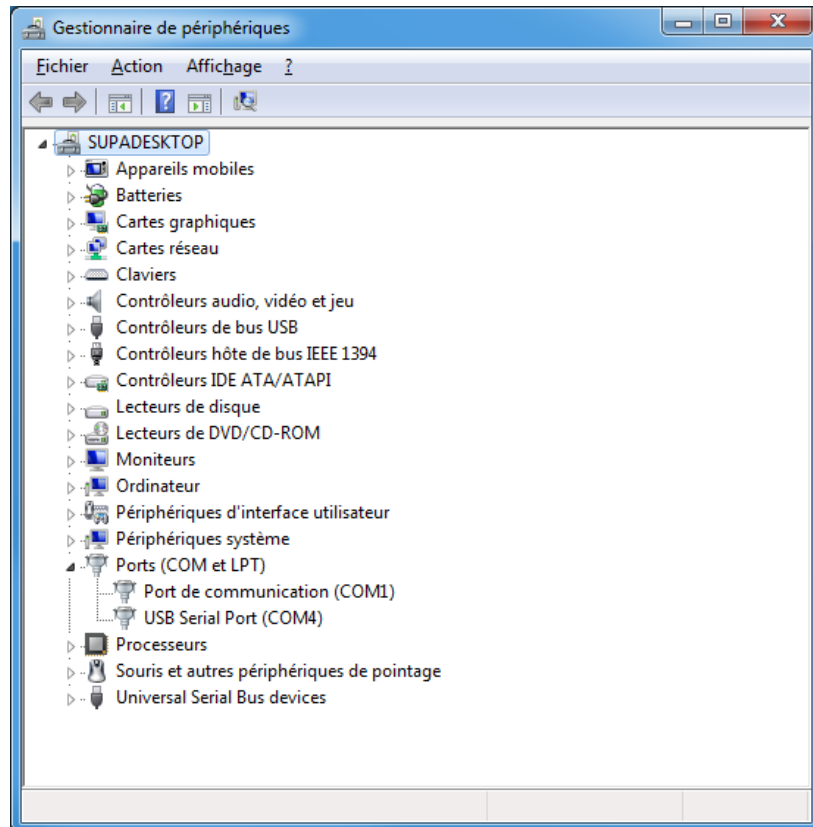 Gestionnaire de périphériques
Fichier Action Affichage ?
SUPADESKTOP
Appareils mobiles
Batteries
Cartes graphiques
Cartes réseau
Claviers
Contrôleurs audio, vidéo et jeu
Contrôleurs de bus USB
Contrôleurs hôte de bus IEEE 1394
Contrôleurs IDE ATA/ATAPI
Lecteurs de disque
Lecteurs de DVD/CD-ROM
Moniteurs
Ordinateur
Périphériques d'interface utilisateur
Périphériques système
Ports (COM et LPT)
Port de communication (COM1)
USB Serial Port (COM4)
Processeurs
Souris et autres périphériques de pointage
Universal Serial Bus devices